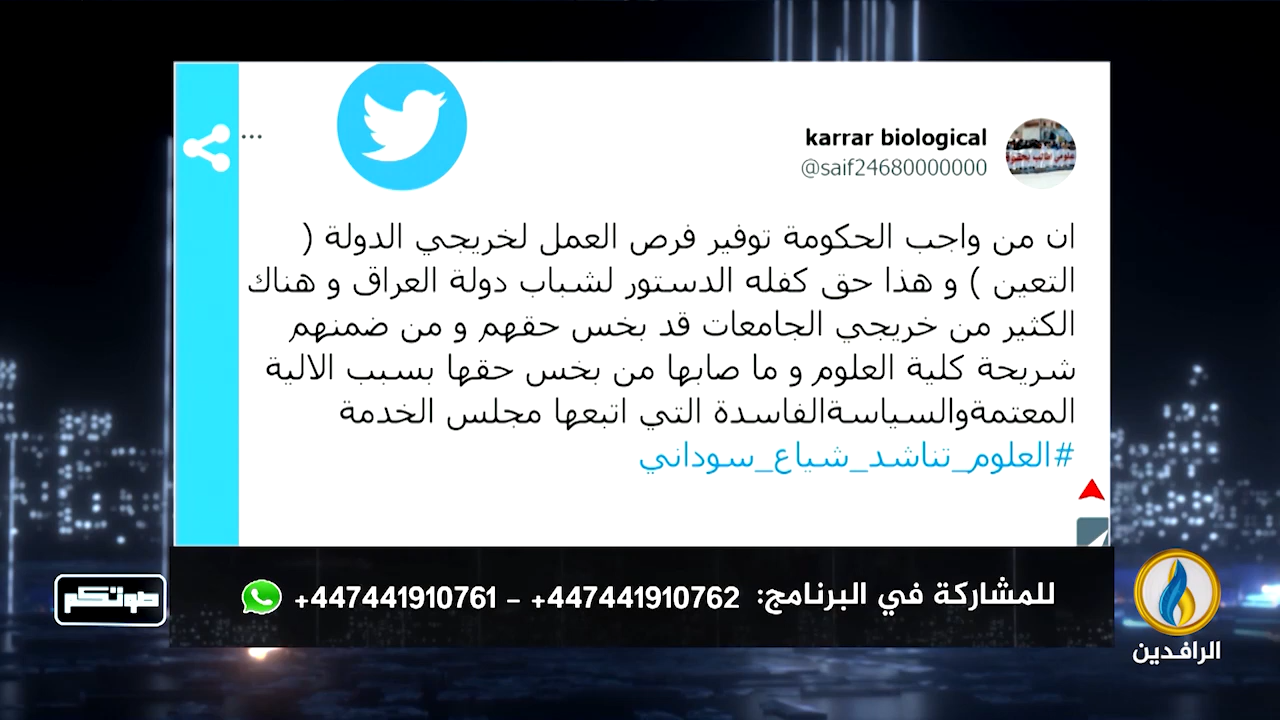 karrar biological
@saif24680000000
ان من واجب الحكومة توفير فرص العمل لخريجي الدولة (
التعين ) و هذا حق كفله الدستور لشباب دولة العراق و هناك
الكثير من خريجي الجامعات قد بخس حقهم و من ضمنهم
شريحة كلية العلوم و ما صابها من بخس حقها بسبب الالية
المعتمةوالسياسةالفاسدة التي اتبعها مجلس الخدمة
#العلوم_تناشد_شياع_سوداني
للمشاركة في البرنامج: +447441910762 – +447441910761
صوتكم
الرافدين